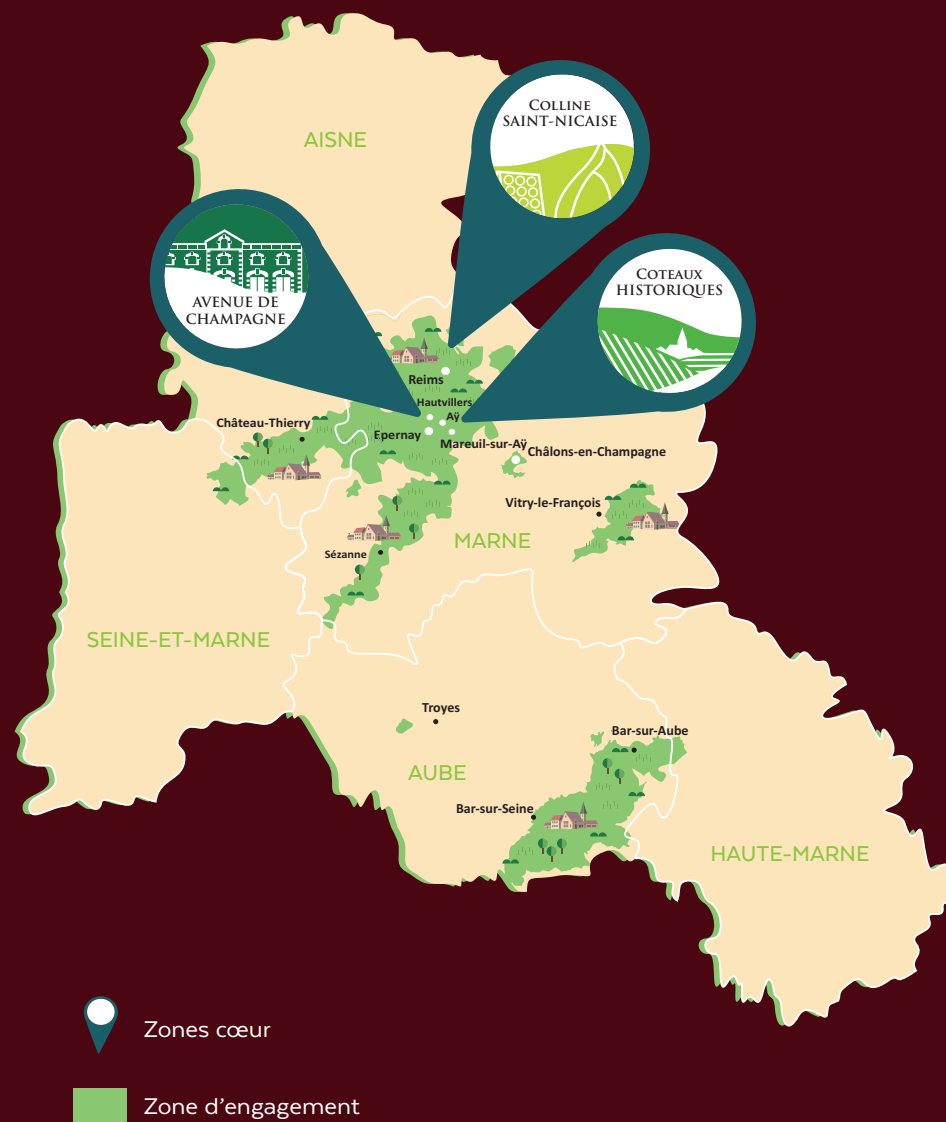 AISNE
COLLINE
SAINT-NICAISE
AVENUE DE
CHAMPAGNE
COTEAUX
HISTORIQUES
Reims
Hautvillers
Aÿ
Château-Thierry
Epernay
Mareuil-sur-Aÿ
Châlons-en-Champagne
Vitry-le-François
MARNE
Sézanne
SEINE-ET-MARNE
Troyes
Bar-sur-Aube
AUBE
Bar-sur-Seine
HAUTE-MARNE
Zones cœur
Zone d’engagement